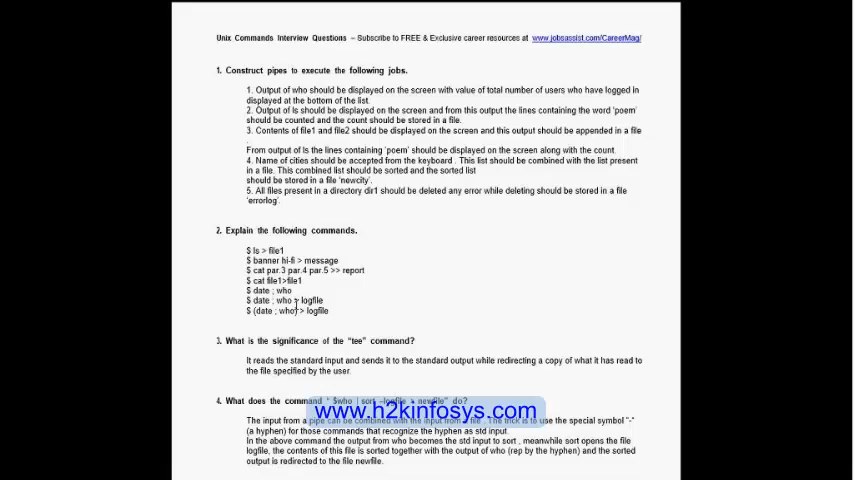 Unix Commands Interview Questions – Subscribe to FREE & Exclusive career resources at www.jobsassist.com/CareerMag/
1. Construct pipes to execute the following jobs.
1. Output of who should be displayed on the screen with value of total number of users who have logged in
displayed at the bottom of the list.
2. Output of ls should be displayed on the screen and from this output the lines containing the word 'poem'
should be counted and the count should be stored in a file.
3. Contents of file1 and file2 should be displayed on the screen and this output should be appended in a file
.
From output of ls the lines containing 'poem' should be displayed on the screen along with the count.
4. Name of cities should be accepted from the keyboard . This list should be combined with the list present
in a file. This combined list should be sorted and the sorted list
should be stored in a file 'newcity'.
5. All files present in a directory dir1 should be deleted any error while deleting should be stored in a file
'errorlog'.
2. Explain the following commands.
$ ls > file1
$ banner hi-fi > message
$ cat par.3 par.4 par.5 >> report
$ cat file1>file1
$ date ; who
$ date ; who > logfile
$ (date ; who) > logfile
3. What is the significance of the "tee" command?
It reads the standard input and sends it to the standard output while redirecting a copy of what it has read to
the file specified by the user.
4. What does the command " $who | sort –logfile > newfile" do?
www.h2kinfosys.com
The input from a pipe can be combined with the input from a file . The trick is to use the special symbol "-"
(a hyphen) for those commands that recognize the hyphen as std input.
In the above command the output from who becomes the std input to sort , meanwhile sort opens the file
logfile, the contents of this file is sorted together with the output of who (rep by the hyphen) and the sorted
output is redirected to the file newfile.